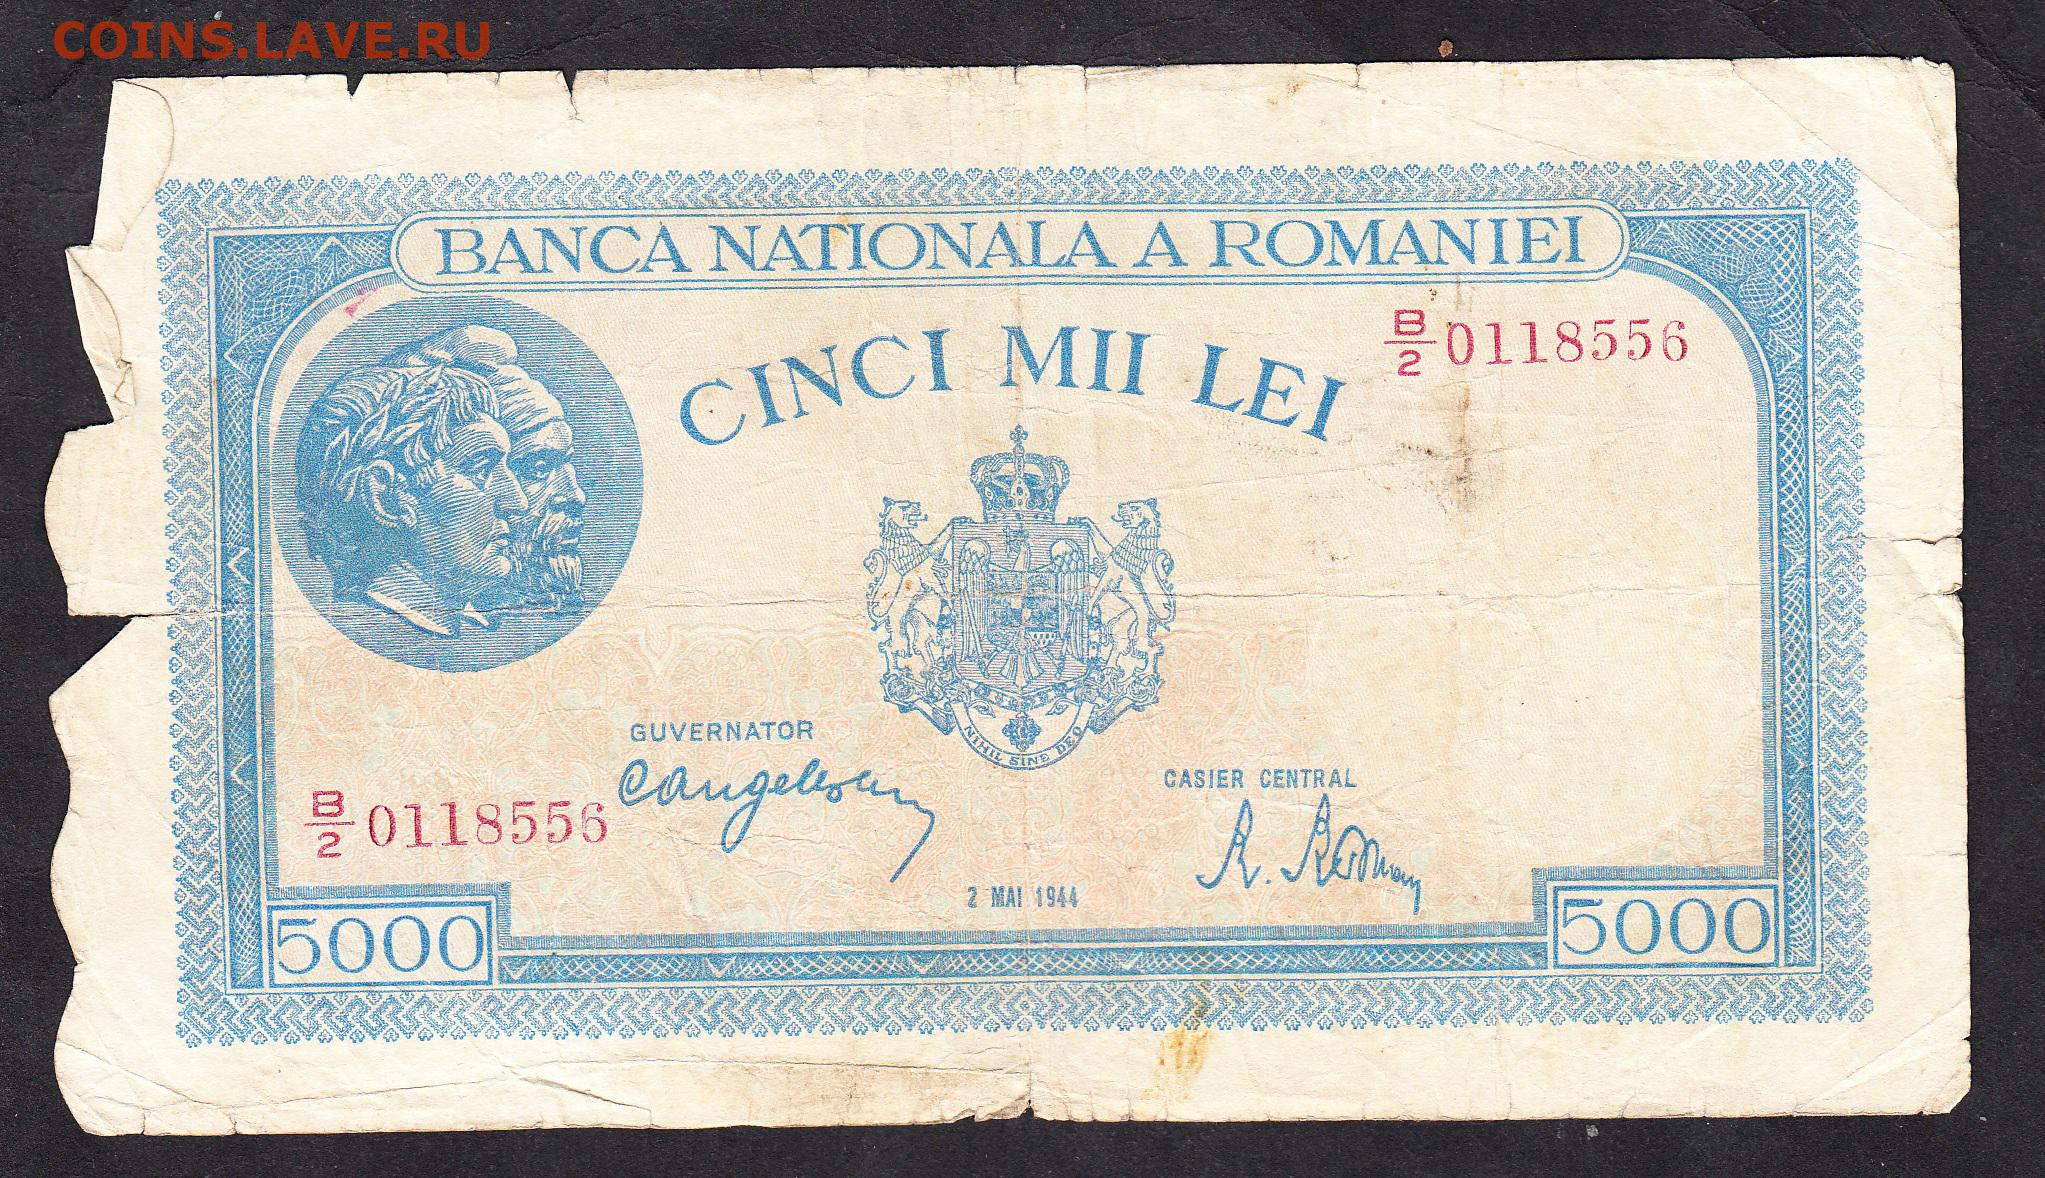 COINS.LAVE.RU
BANCA NATIONALA A ROMANIEI
CINCI MII LEI
B/2 0118556
NIHIL SINE DEO
GUVERNATOR
CAngelescu
CASIER CENTRAL
B/2 0118556
2 MAI 1944
5000
5000